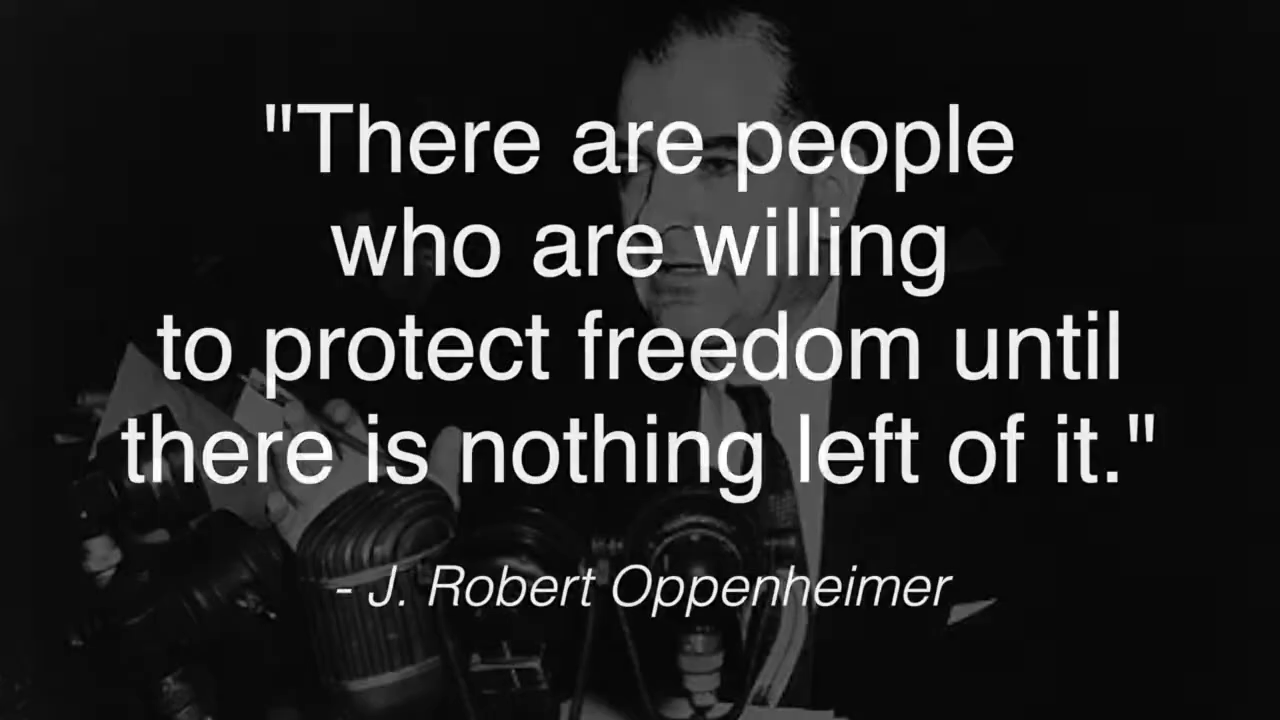 "There are people
who are willing
to protect freedom until
there is nothing left of it."
- J. Robert Oppenheimer